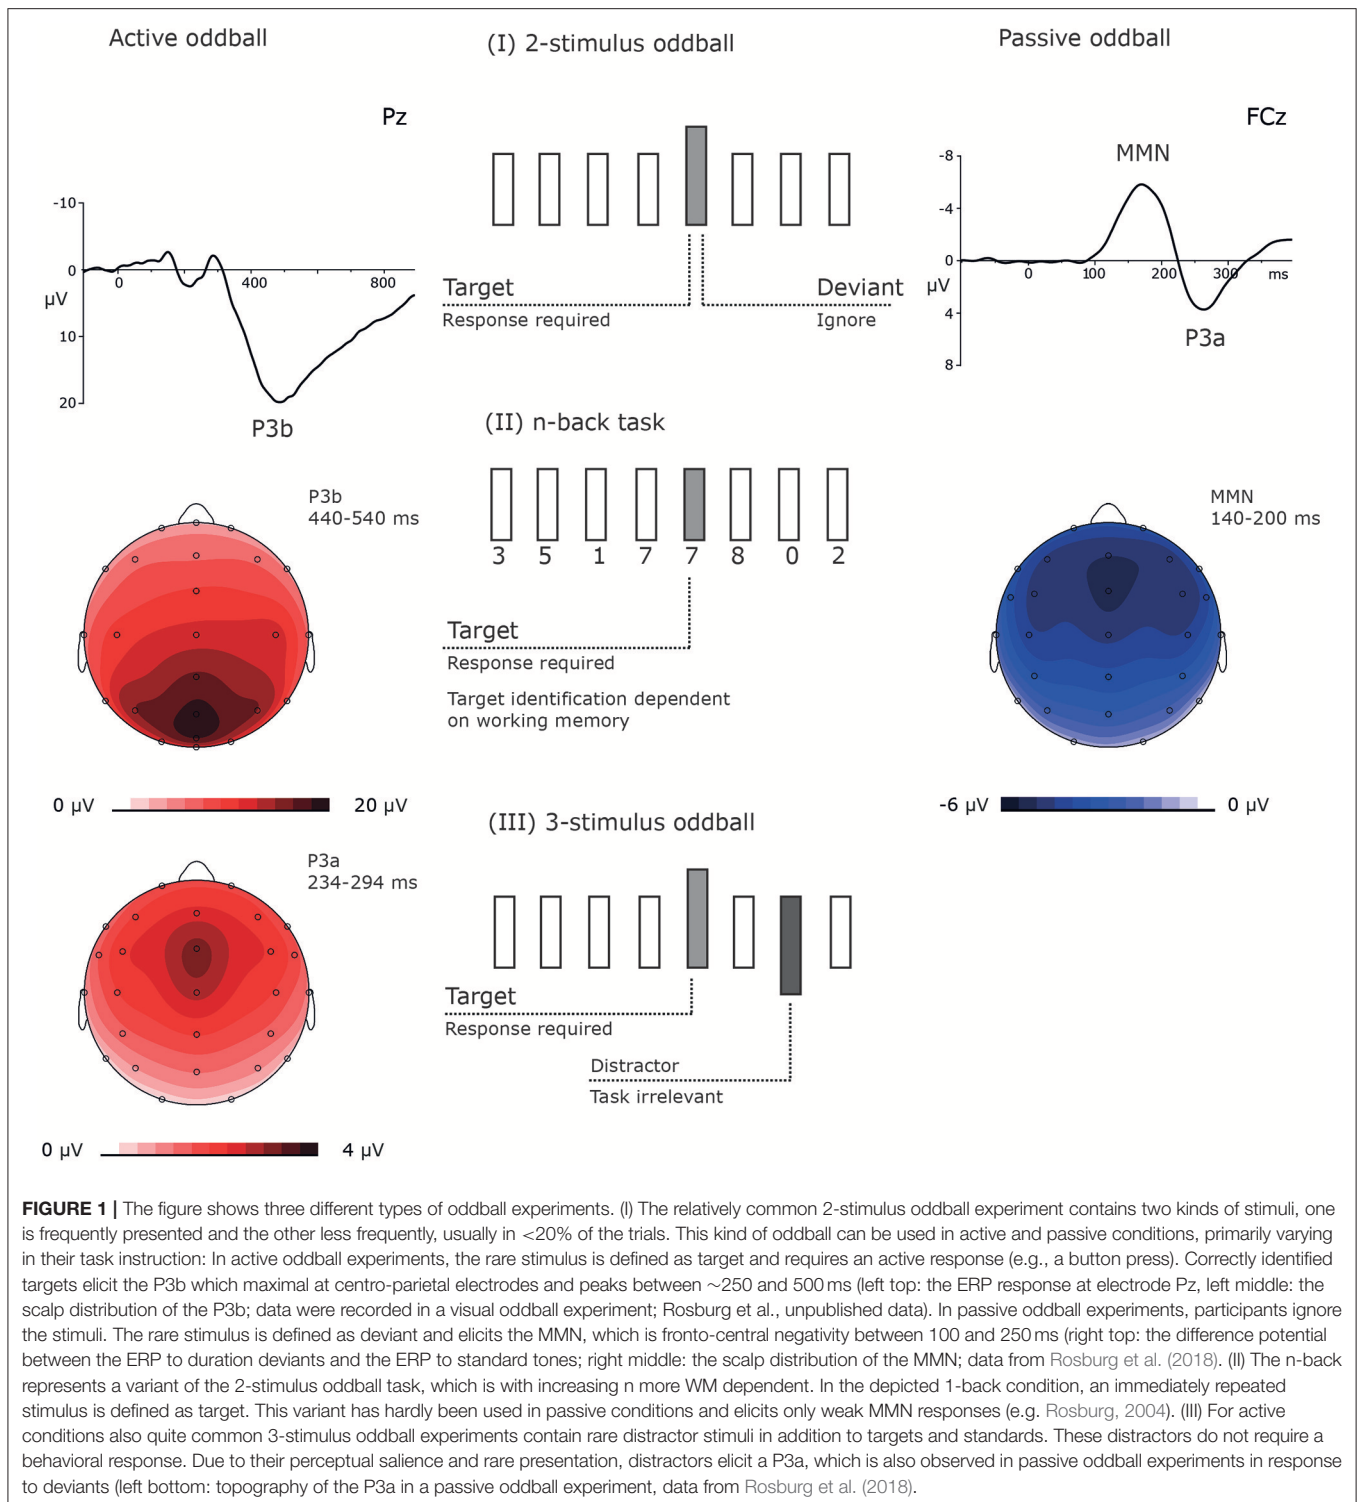 Active oddball
(I) 2-stimulus oddball
Passive oddball
Pz
-10
0
µV
10
20
0
400
800
P3b
Target
Response required
Deviant
Ignore
FCz
-8
MMN
-4
0
µV
4
8
0
100
200
300
ms
P3a
(II) n-back task
3 5 1 7 7 8 0 2
Target
Response required
Target identification dependent
on working memory
P3b
440-540 ms
0 µV
20 µV
MMN
140-200 ms
-6 µV
0 µV
(III) 3-stimulus oddball
P3a
234-294 ms
0 µV
4 µV
Target
Response required
Distractor
Task irrelevant
FIGURE 1 | The figure shows three different types of oddball experiments. (I) The relatively common 2-stimulus oddball experiment contains two kinds of stimuli, one
is frequently presented and the other less frequently, usually in <20% of the trials. This kind of oddball can be used in active and passive conditions, primarily varying
in their task instruction: In active oddball experiments, the rare stimulus is defined as target and requires an active response (e.g., a button press). Correctly identified
targets elicit the P3b which maximal at centro-parietal electrodes and peaks between ~250 and 500 ms (left top: the ERP response at electrode Pz, left middle: the
scalp distribution of the P3b; data were recorded in a visual oddball experiment; Rosburg et al., unpublished data). In passive oddball experiments, participants ignore
the stimuli. The rare stimulus is defined as deviant and elicits the MMN, which is fronto-central negativity between 100 and 250 ms (right top: the difference potential
between the ERP to duration deviants and the ERP to standard tones; right middle: the scalp distribution of the MMN; data from Rosburg et al. (2018). (II) The n-back
represents a variant of the 2-stimulus oddball task, which is with increasing n more WM dependent. In the depicted 1-back condition, an immediately repeated
stimulus is defined as target. This variant has hardly been used in passive conditions and elicits only weak MMN responses (e.g. Rosburg, 2004). (III) For active
conditions also quite common 3-stimulus oddball experiments contain rare distractor stimuli in addition to targets and standards. These distractors do not require a
behavioral response. Due to their perceptual salience and rare presentation, distractors elicit a P3a, which is also observed in passive oddball experiments in response
to deviants (left bottom: topography of the P3a in a passive oddball experiment, data from Rosburg et al. (2018).